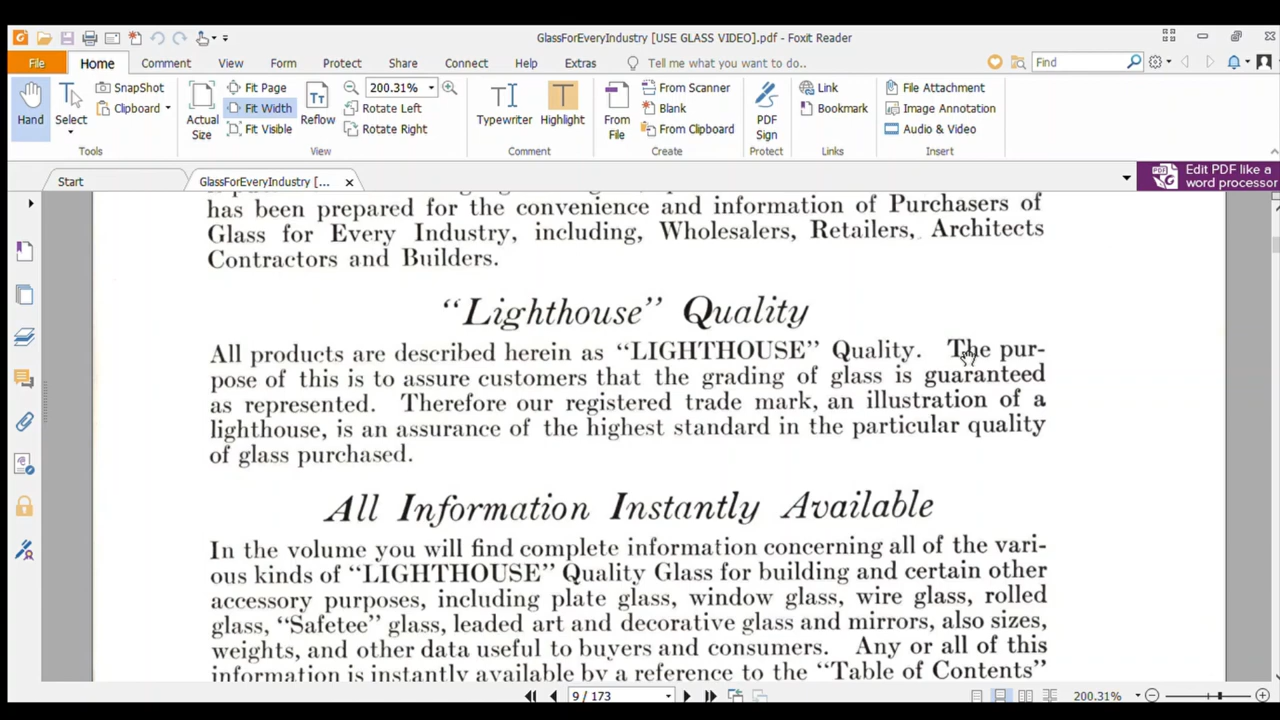 GlassForEveryIndustry [USE GLASS VIDEO].pdf - Foxit Reader
File Home Comment View Form Protect Share Connect Help Extras Tell me what you want to do.. Find
Hand
Select
SnapShot
Clipboard
Tools
Actual Size
Fit Page
Fit Width
Fit Visible
Reflow
200.31%
Rotate Left
Rotate Right
View
Typewriter
Highlight
Comment
From File
From Scanner
Blank
From Clipboard
Create
PDF Sign
Protect
Link
Bookmark
Links
File Attachment
Image Annotation
Audio & Video
Insert
Start
GlassForEveryIndustry [...
Edit PDF like a
word processor
has been prepared for the convenience and information of Purchasers of
Glass for Every Industry, including, Wholesalers, Retailers, Architects
Contractors and Builders.
“Lighthouse” Quality
All products are described herein as “LIGHTHOUSE” Quality. The pur-
pose of this is to assure customers that the grading of glass is guaranteed
as represented. Therefore our registered trade mark, an illustration of a
lighthouse, is an assurance of the highest standard in the particular quality
of glass purchased.
All Information Instantly Available
In the volume you will find complete information concerning all of the vari-
ous kinds of “LIGHTHOUSE” Quality Glass for building and certain other
accessory purposes, including plate glass, window glass, wire glass, rolled
glass, “Safetee” glass, leaded art and decorative glass and mirrors, also sizes,
weights, and other data useful to buyers and consumers. Any or all of this
information is instantly available by a reference to the “Table of Contents”
9 / 173
200.31%